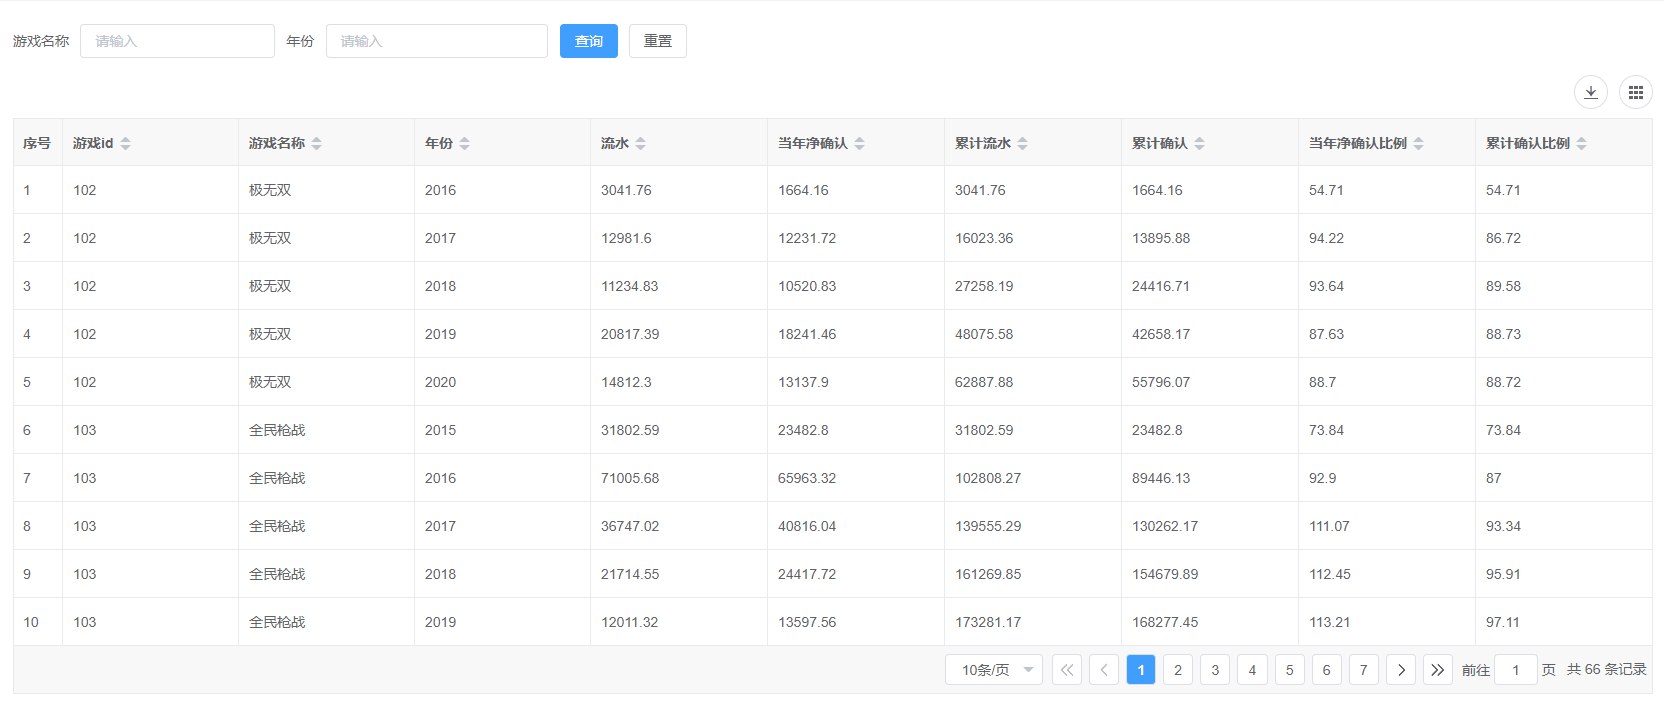 游戏名称 请输入 年份 请输入 查询 重置
序号 游戏id 游戏名称 年份 流水 当年净确认 累计流水 累计确认 当年净确认比例 累计确认比例
1 102 极无双 2016 3041.76 1664.16 3041.76 1664.16 54.71 54.71
2 102 极无双 2017 12981.6 12231.72 16023.36 13895.88 94.22 86.72
3 102 极无双 2018 11234.83 10520.83 27258.19 24416.71 93.64 89.58
4 102 极无双 2019 20817.39 18241.46 48075.58 42658.17 87.63 88.73
5 102 极无双 2020 14812.3 13137.9 62887.88 55796.07 88.7 88.72
6 103 全民枪战 2015 31802.59 23482.8 31802.59 23482.8 73.84 73.84
7 103 全民枪战 2016 71005.68 65963.32 102808.27 89446.13 92.9 87
8 103 全民枪战 2017 36747.02 40816.04 139555.29 130262.17 111.07 93.34
9 103 全民枪战 2018 21714.55 24417.72 161269.85 154679.89 112.45 95.91
10 103 全民枪战 2019 12011.32 13597.56 173281.17 168277.45 113.21 97.11
10条/页 1 2 3 4 5 6 7 前往 1 页 共 66 条记录